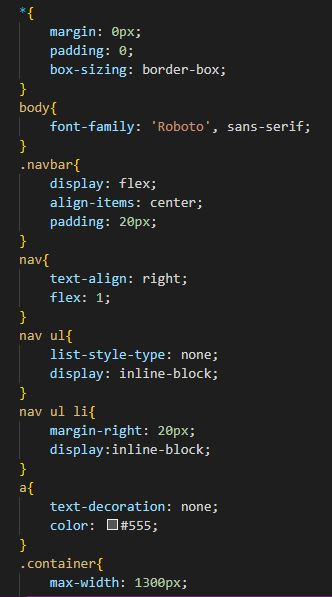 *{
margin: 0px;
padding: 0;
box-sizing: border-box;
}
body{
font-family: 'Roboto', sans-serif;
}
.navbar{
display: flex;
align-items: center;
padding: 20px;
}
nav{
text-align: right;
flex: 1;
}
nav ul{
list-style-type: none;
display: inline-block;
}
nav ul li{
margin-right: 20px;
display:inline-block;
}
a{
text-decoration: none;
color: #555;
}
.container{
max-width: 1300px;